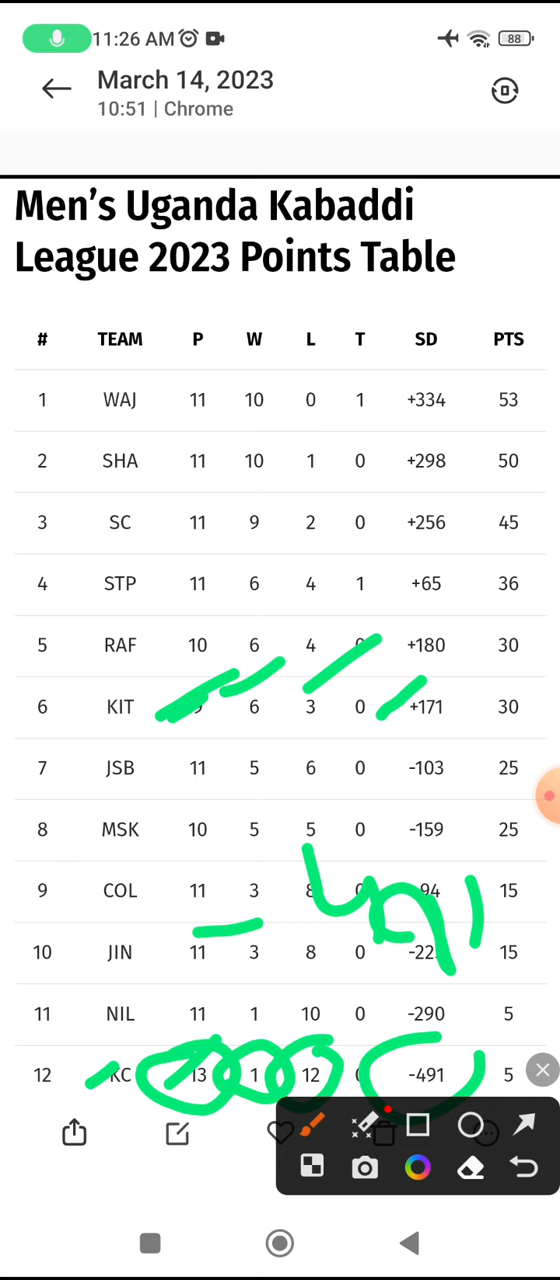 11:26 AM 88
March 14, 2023
10:51 | Chrome
Men's Uganda Kabaddi
League 2023 Points Table
# TEAM P W L T SD PTS
1 WAJ 11 10 0 1 +334 53
2 SHA 11 10 1 0 +298 50
3 SC 11 9 2 0 +256 45
4 STP 11 6 4 1 +65 36
5 RAF 10 6 4 +180 30
6 KIT 6 3 0 +171 30
7 JSB 11 5 6 0 -103 25
8 MSK 10 5 5 0 -159 25
9 COL 11 3 8 15
10 JIN 11 3 8 0 15
11 NIL 11 1 10 0 -290 5
12 KC 13 1 12 -491 5
491